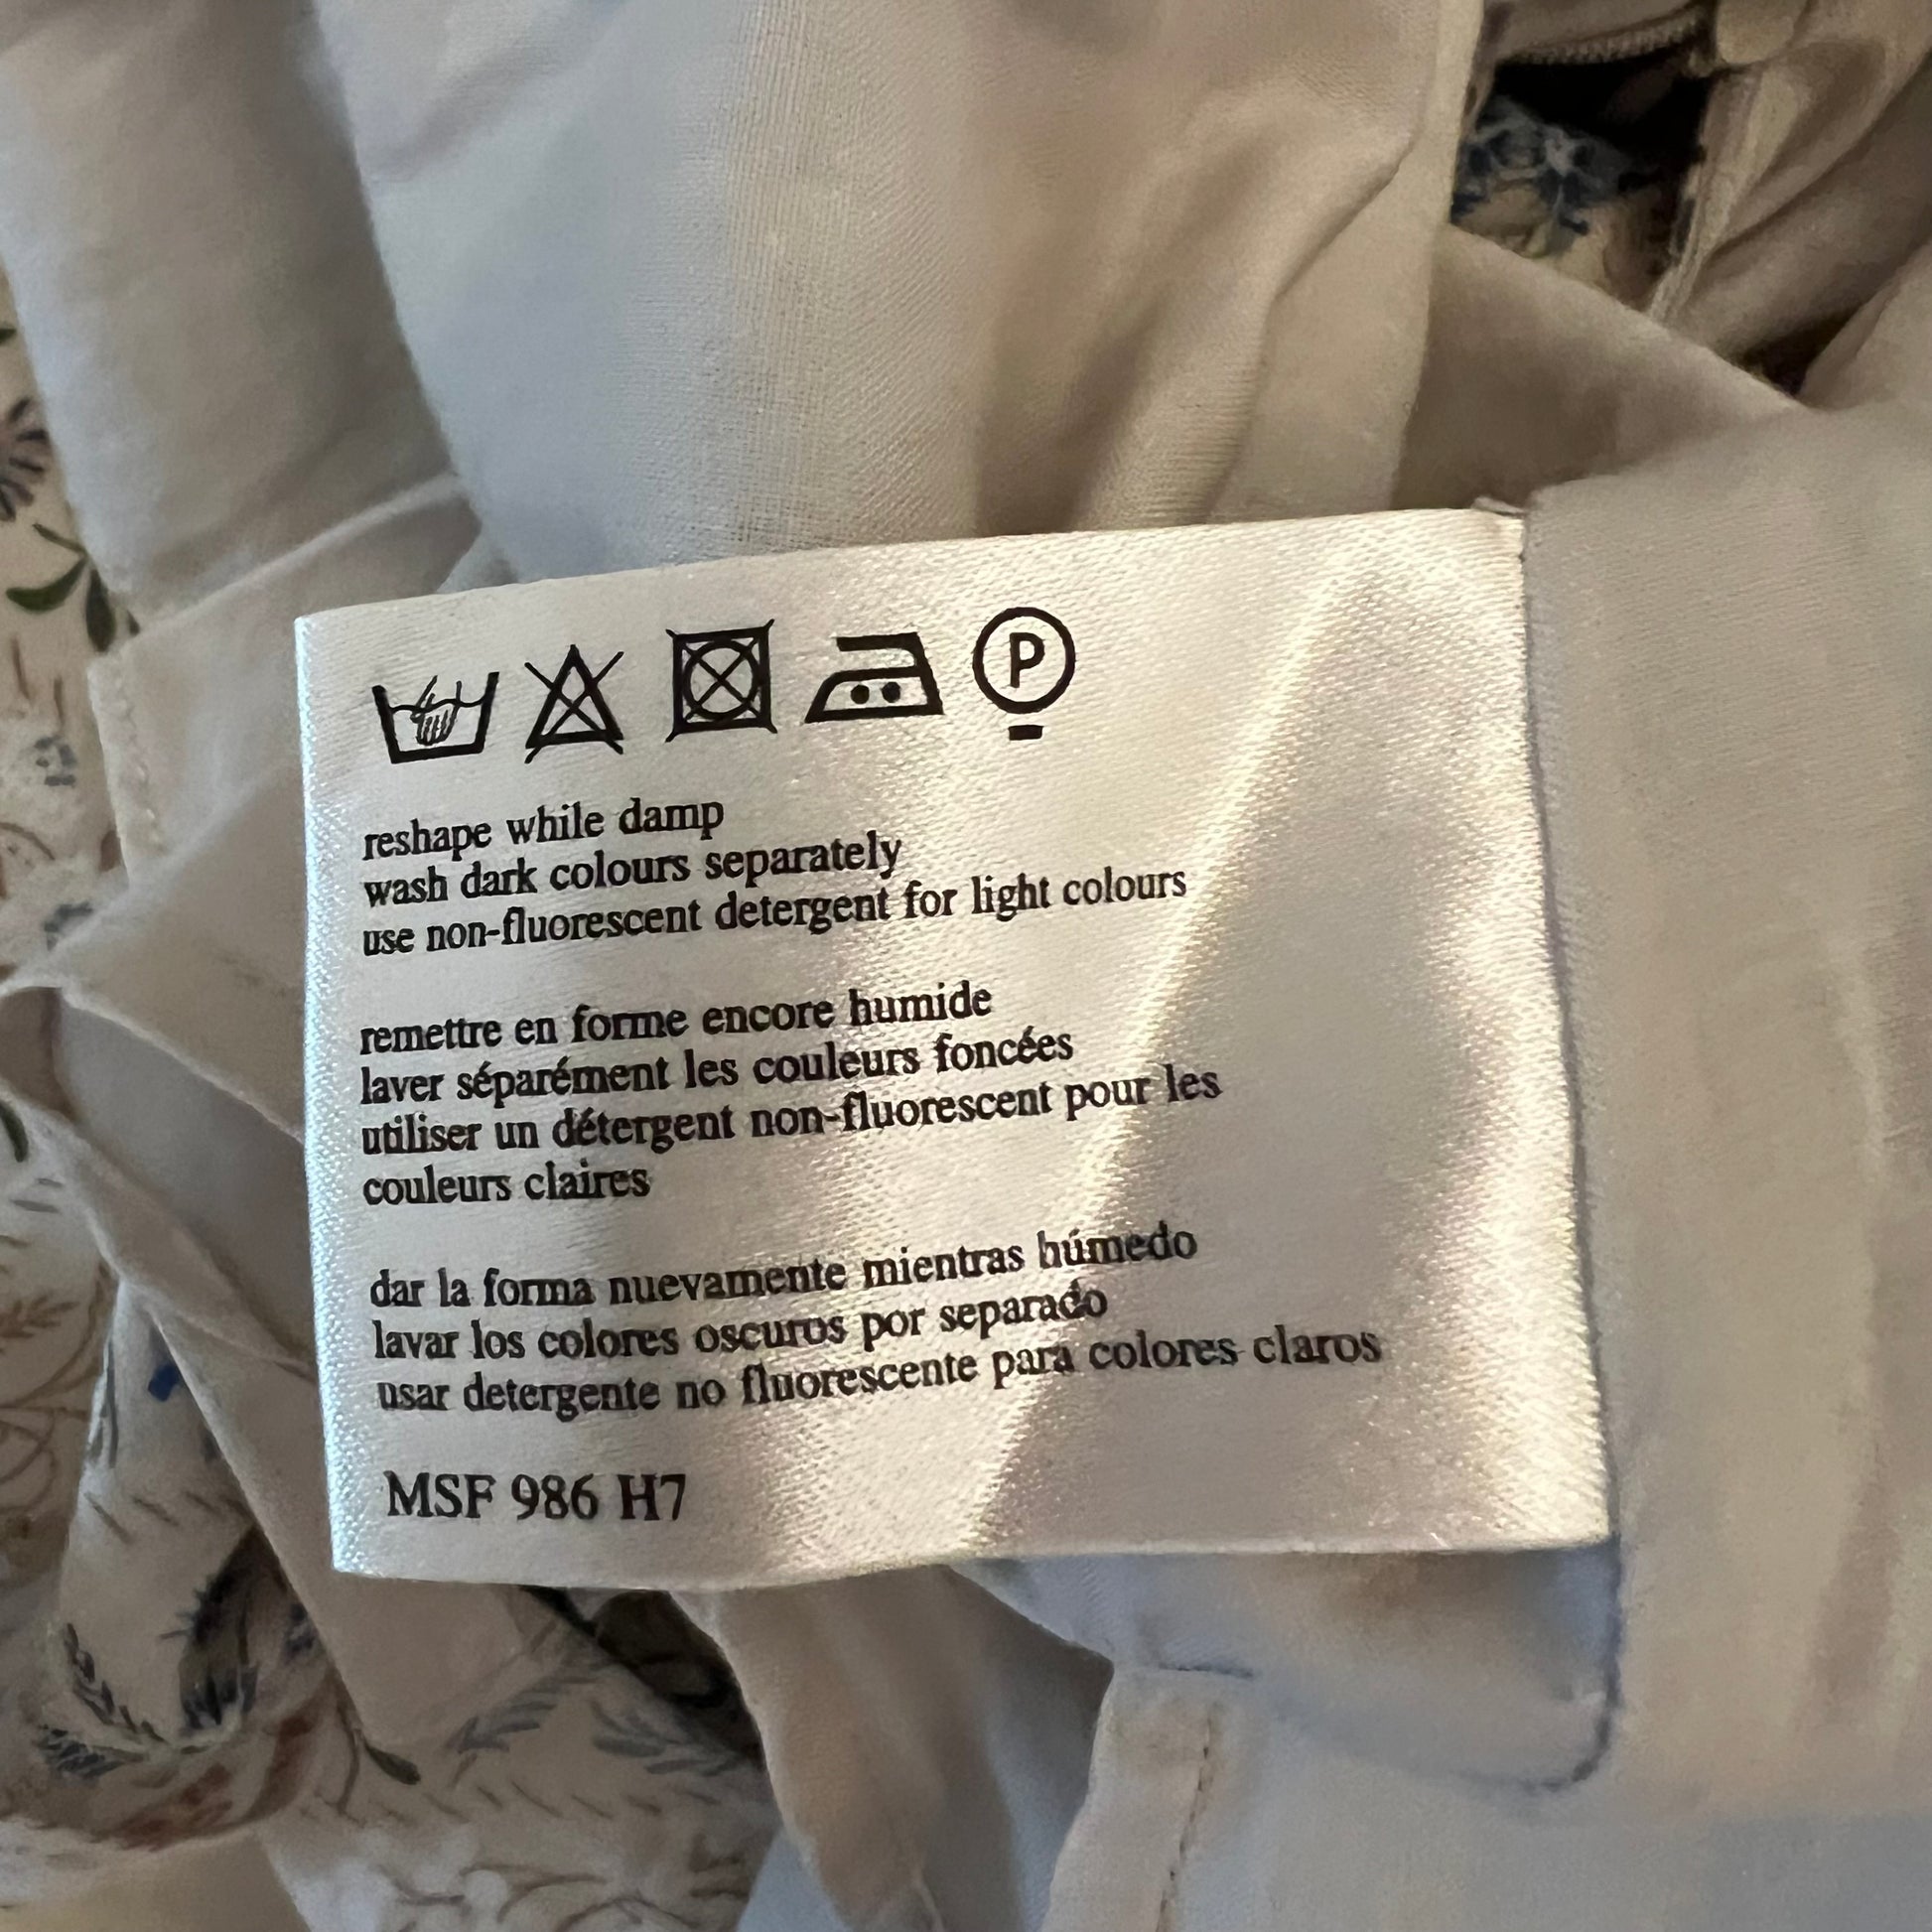 P
reshape while damp
wash dark colours separately
use non-fluorescent detergent for light colours
remettre en forme encore humide
laver séparément les couleurs foncées
utiliser un détergent non-fluorescent pour les
couleurs claires
dar la forma nuevamente mientras húmedo
lavar los colores oscuros por separado
usar detergente no fluorescente para colores claros
MSF 986 H7